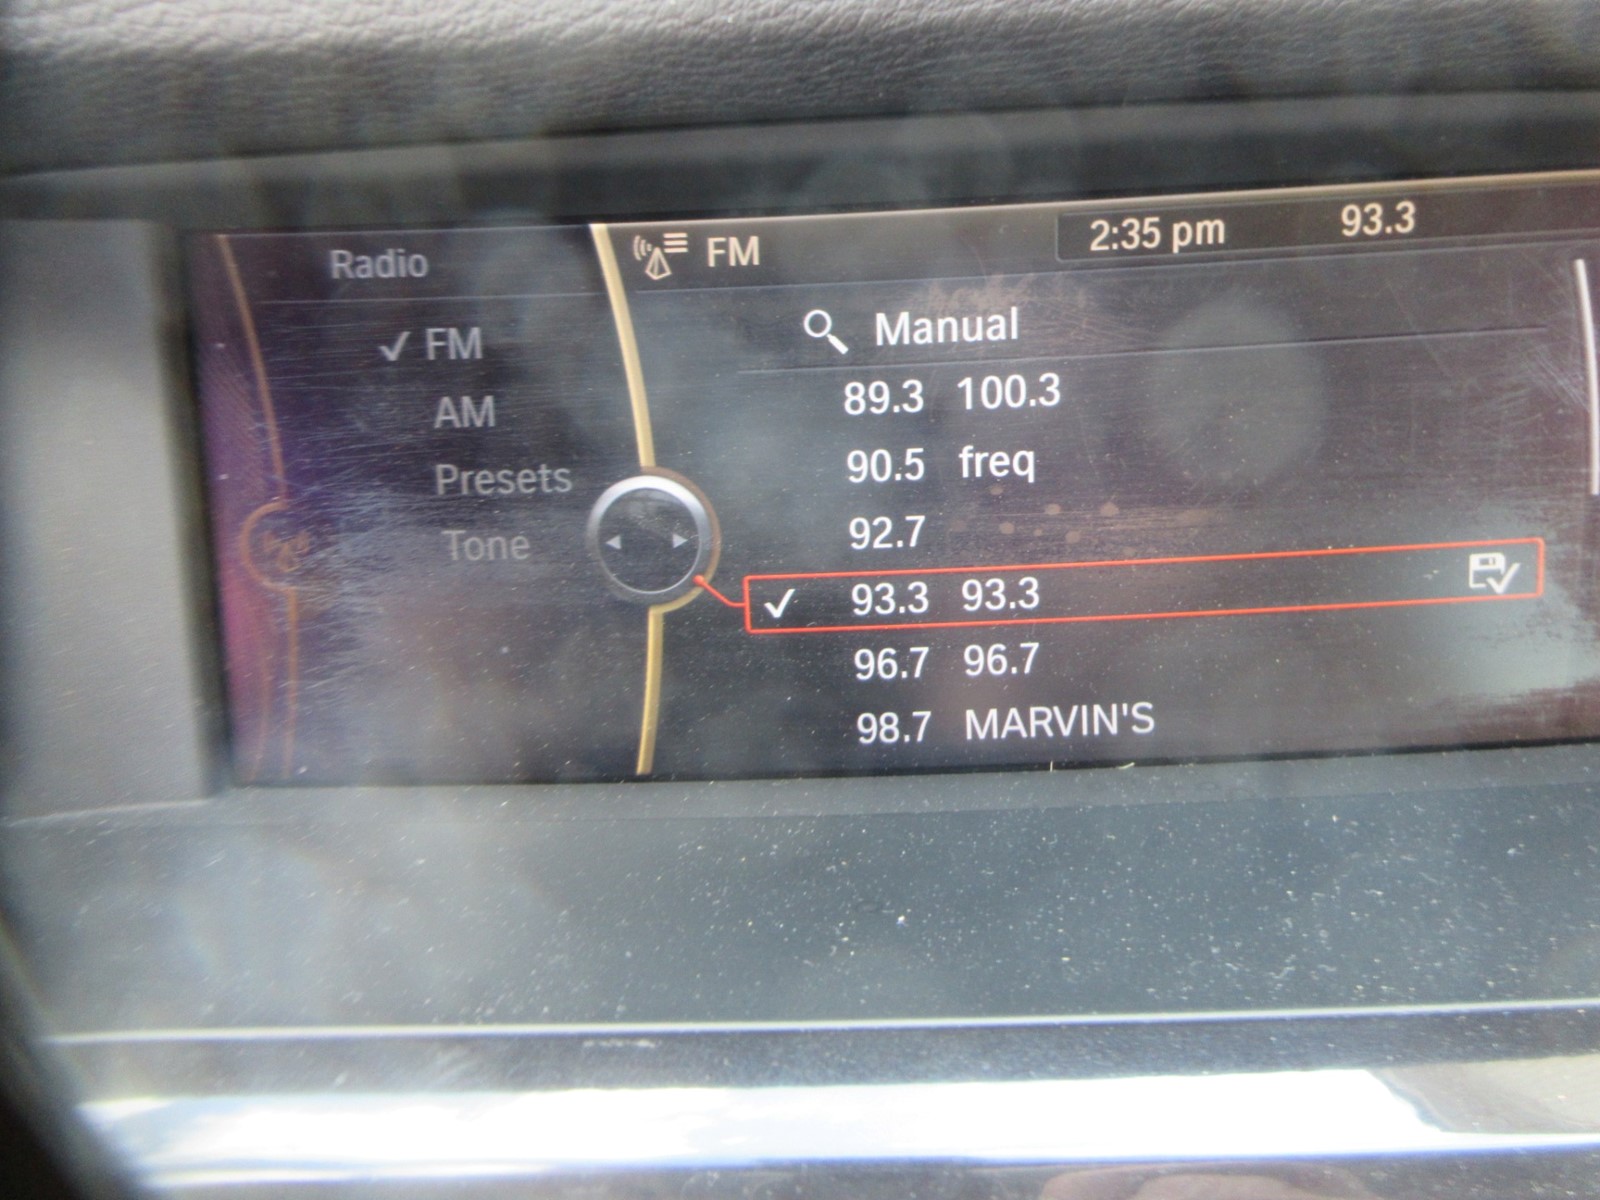 Radio
FM
AM
Presets
Tone
FM
2:35 pm 93.3
Manual
89.3 100.3
90.5 freq
92.7
93.3 93.3
96.7 96.7
98.7 MARVIN'S